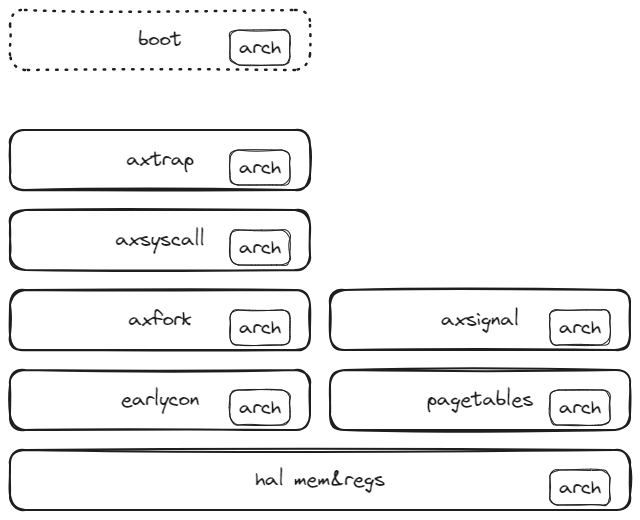 boot arch
axtrap arch
axsyscall arch
axfork arch
axsignal arch
earlycon arch
pagetables arch
hal mem&regs arch